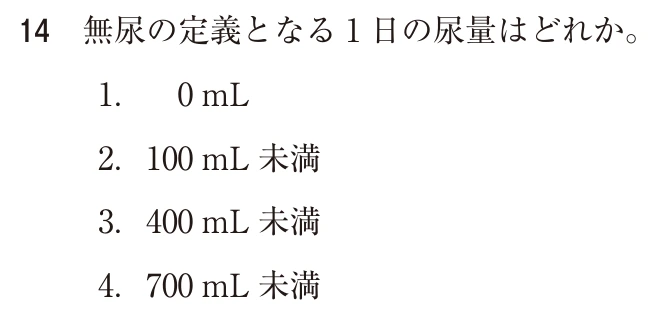 14 無尿の定義となる1日の尿量はどれか。
1. 0 mL
2. 100 mL 未満
3. 400 mL 未満
4. 700 mL 未満